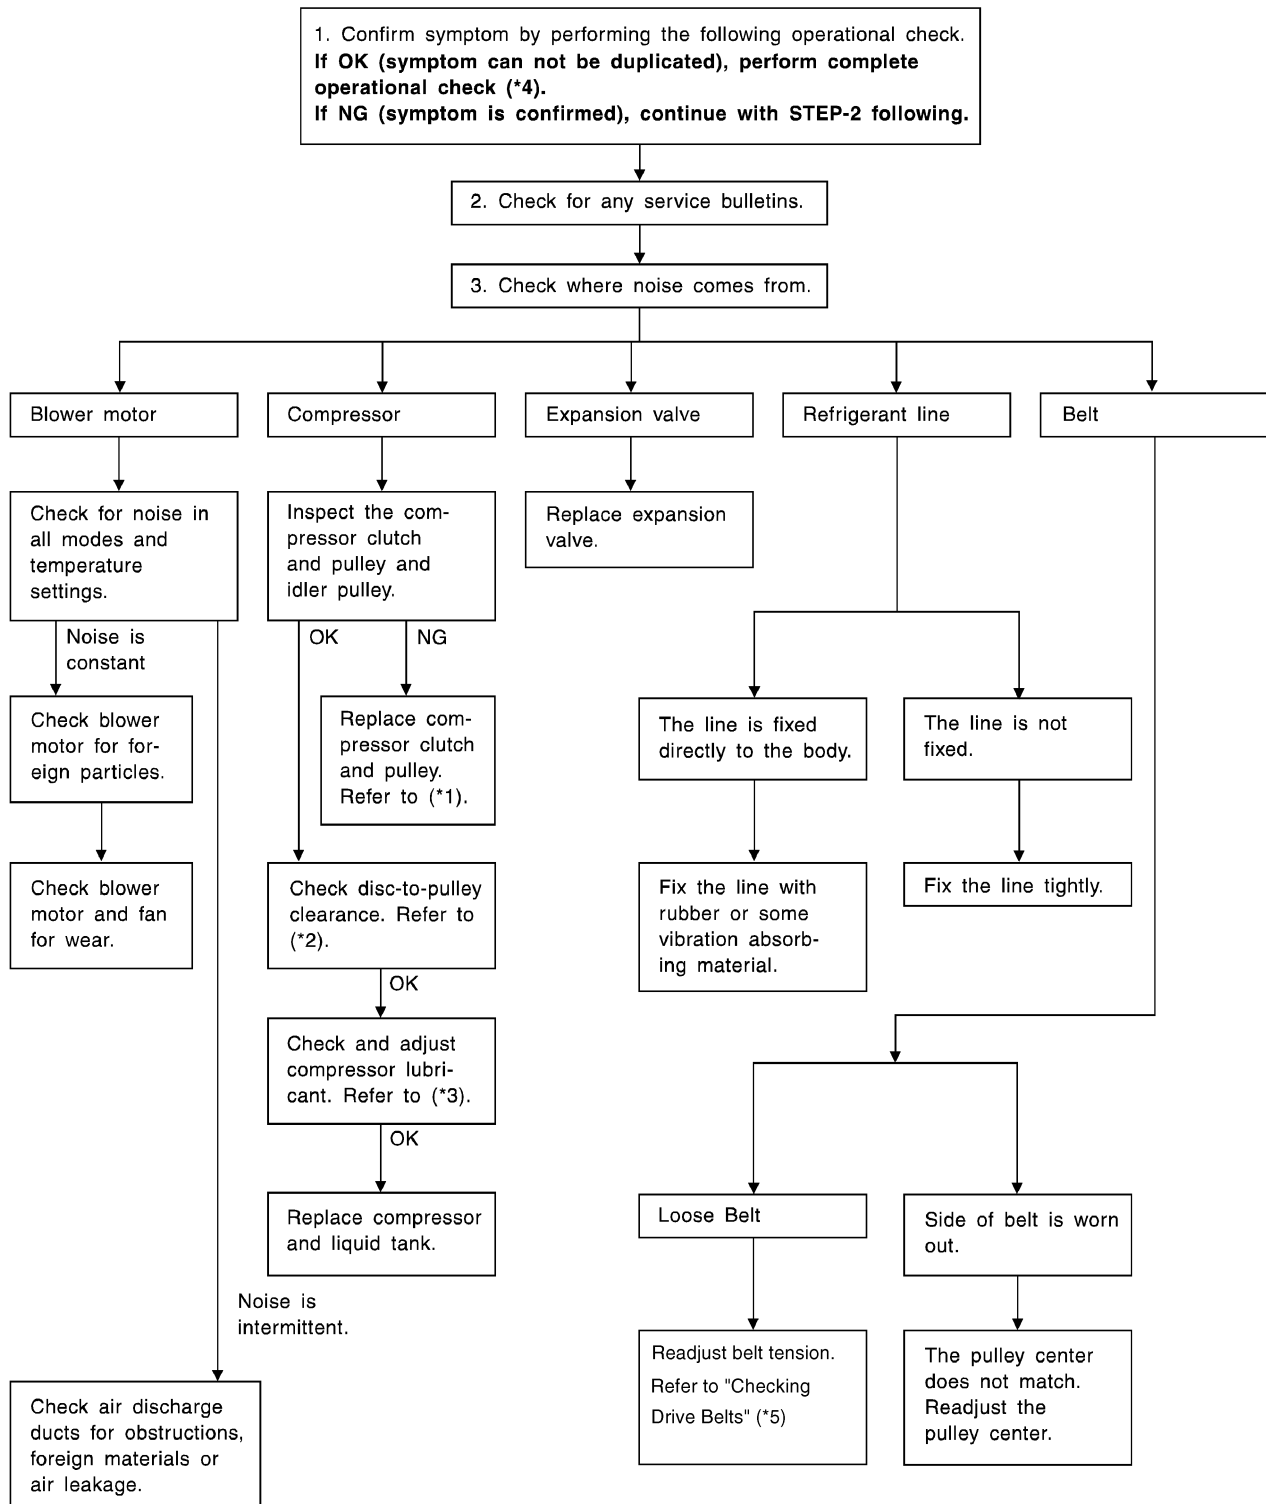 1. Confirm symptom by performing the following operational check.
If OK (symptom can not be duplicated), perform complete
operational check (*4).
If NG (symptom is confirmed), continue with STEP-2 following.
2. Check for any service bulletins.
3. Check where noise comes from.
Blower motor
Compressor
Expansion valve
Refrigerant line
Belt
Check for noise in
all modes and
temperature
settings.
Inspect the com-
pressor clutch
and pulley and
idler pulley.
Replace expansion
valve.
Noise is
constant
OK
NG
Check blower
motor for for-
eign particles.
Replace com-
pressor clutch
and pulley.
Refer to (*1).
The line is fixed
directly to the body.
The line is not
fixed.
Check blower
motor and fan
for wear.
Check disc-to-pulley
clearance. Refer to
(*2).
Fix the line with
rubber or some
vibration absorb-
ing material.
Fix the line tightly.
OK
Check and adjust
compressor lubri-
cant. Refer to (*3).
OK
Replace compressor
and liquid tank.
Loose Belt
Side of belt is worn
out.
Noise is
intermittent.
Readjust belt tension.
Refer to "Checking
Drive Belts" (*5)
The pulley center
does not match.
Readjust the
pulley center.
Check air discharge
ducts for obstructions,
foreign materials or
air leakage.